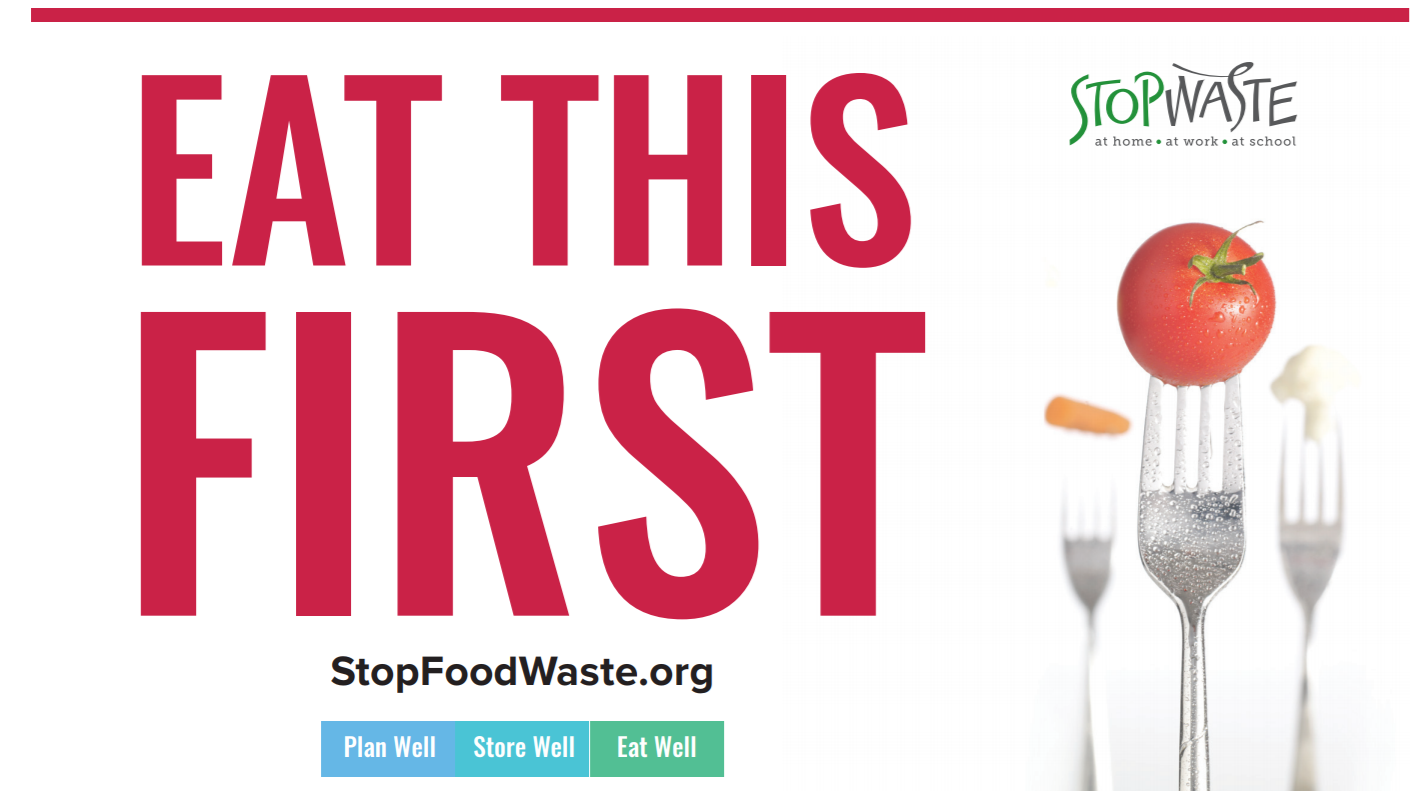 EAT THIS
FIRST
STOPWASTE
at home • at work • at school
StopFoodWaste.org
Plan Well Store Well Eat Well